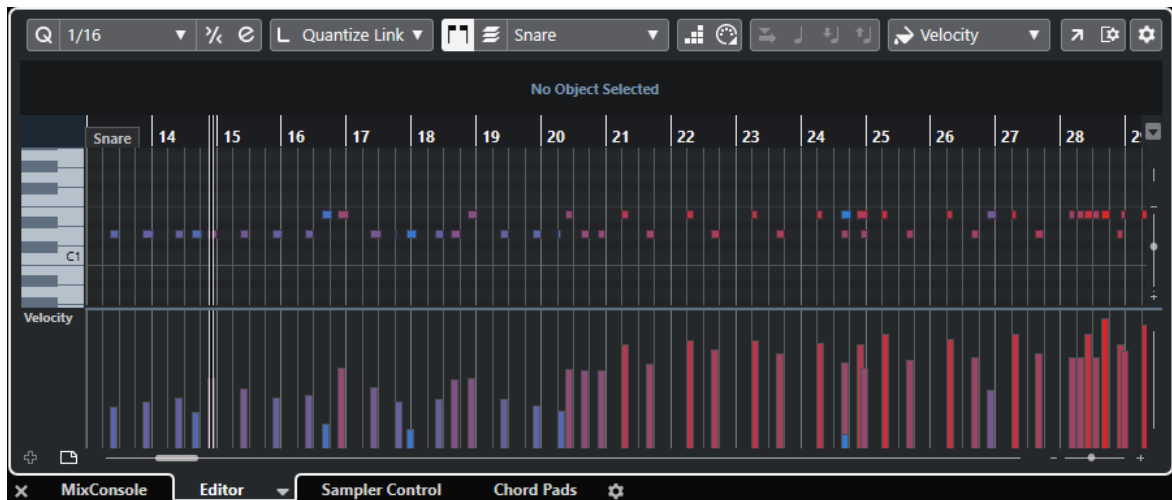 Q 1/16 L Quantize Link Snare Velocity
No Object Selected
Snare 14 15 16 17 18 19 20 21 22 23 24 25 26 27 28
C1
Velocity
MixConsole Editor Sampler Control Chord Pads